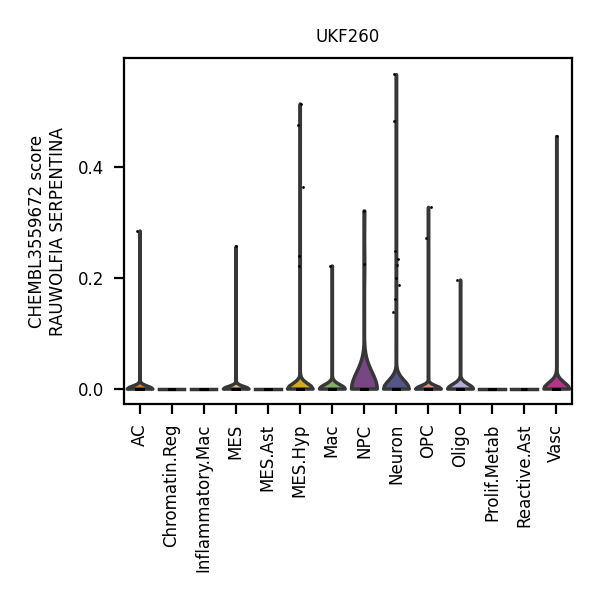 UKF260
CHEMBL3559672 score
RAUWOLFIA SERPENTINA
0.4
0.2
0.0
AC
Chromatin.Reg
Inflammatory.Mac
MES
MES.Ast
MES.Hyp
Mac
NPC
Neuron
OPC
Oligo
Prolif.Metab
Reactive.Ast
Vasc